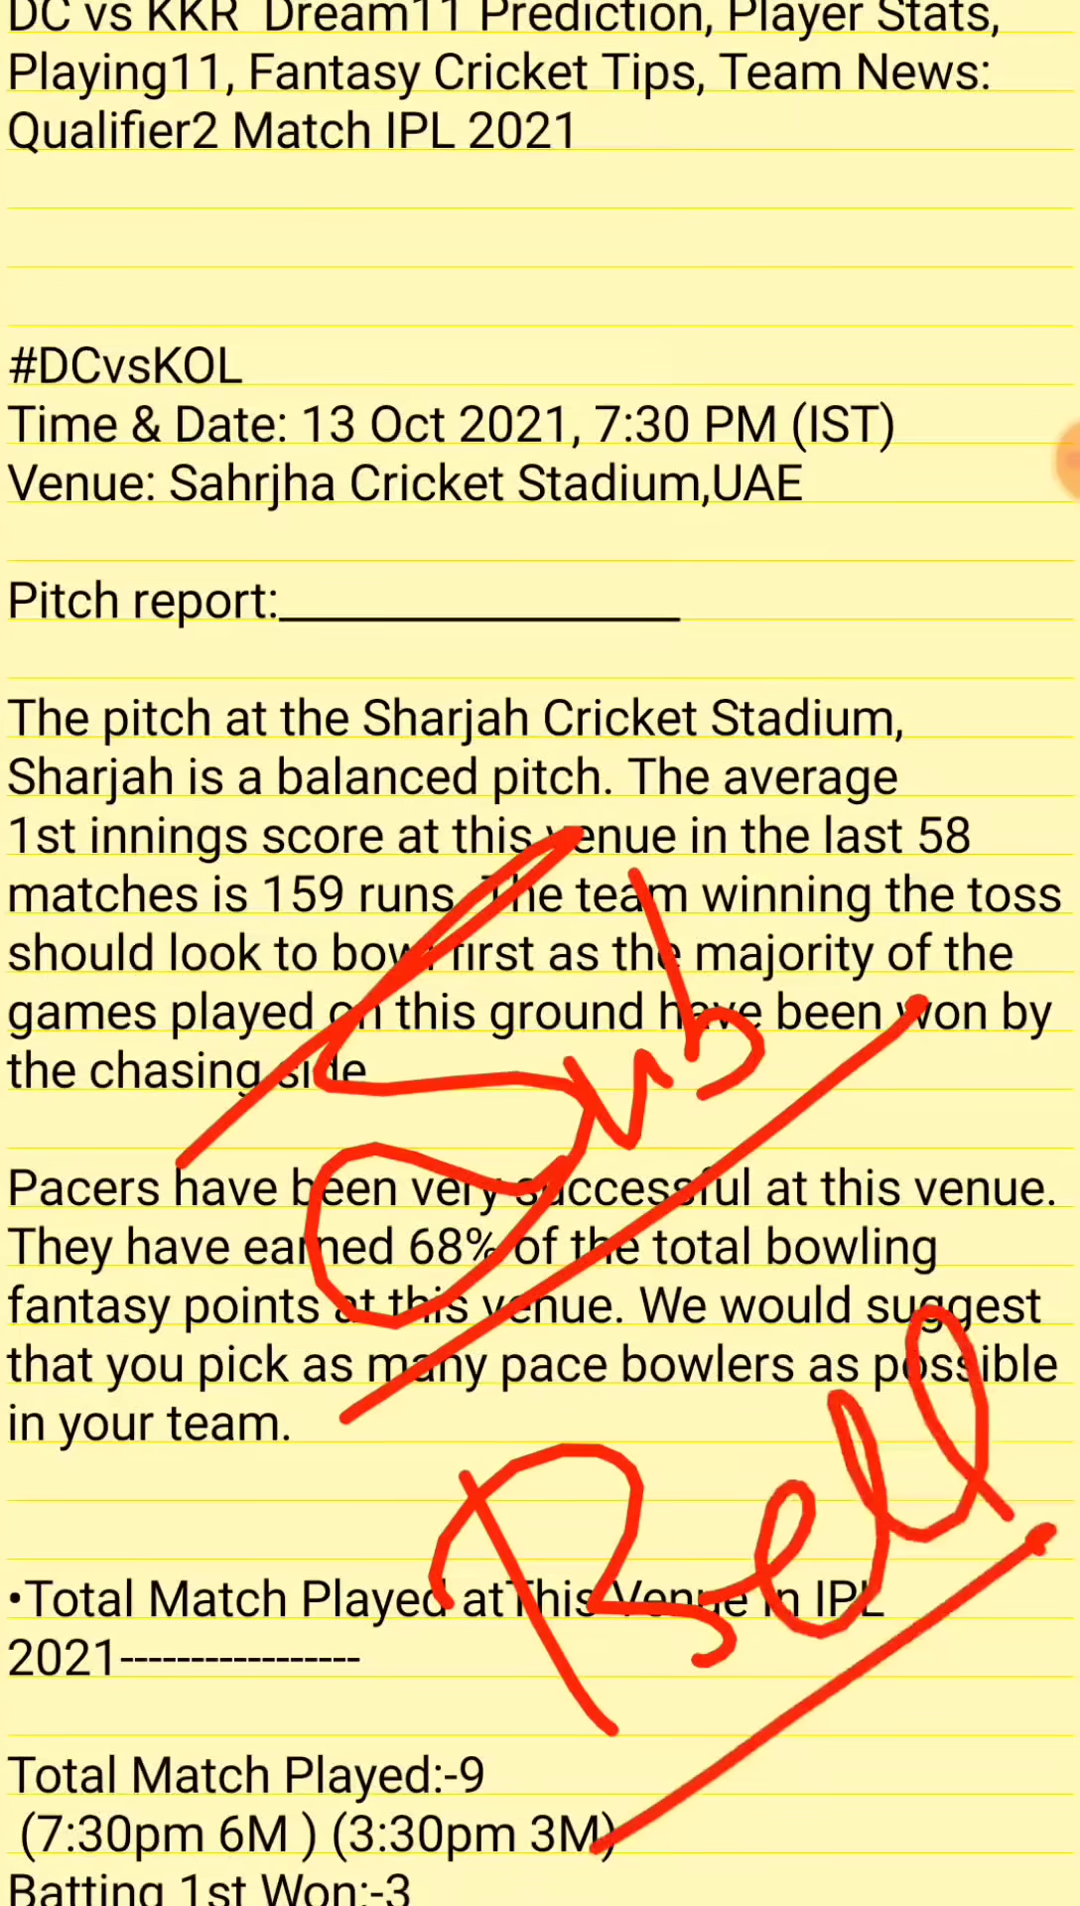 DC vs KKR Dream11 Prediction, Player Stats,
Playing11, Fantasy Cricket Tips, Team News:
Qualifier2 Match IPL 2021
#DCvsKOL
Time & Date: 13 Oct 2021, 7:30 PM (IST)
Venue: Sahrjha Cricket Stadium,UAE
Pitch report:_________________
The pitch at the Sharjah Cricket Stadium,
Sharjah is a balanced pitch. The average
1st innings score at this venue in the last 58
matches is 159 runs. The team winning the toss
should look to bowl first as the majority of the
games played on this ground have been won by
the chasing side
Sub
Pacers have been very successful at this venue.
They have earned 68% of the total bowling
fantasy points at this venue. We would suggest
that you pick as many pace bowlers as possible
in your team.
Bell
•Total Match Played atThis Venue in IPL
2021-----------------
Total Match Played:-9
(7:30pm 6M ) (3:30pm 3M)
Batting 1st Won:-3